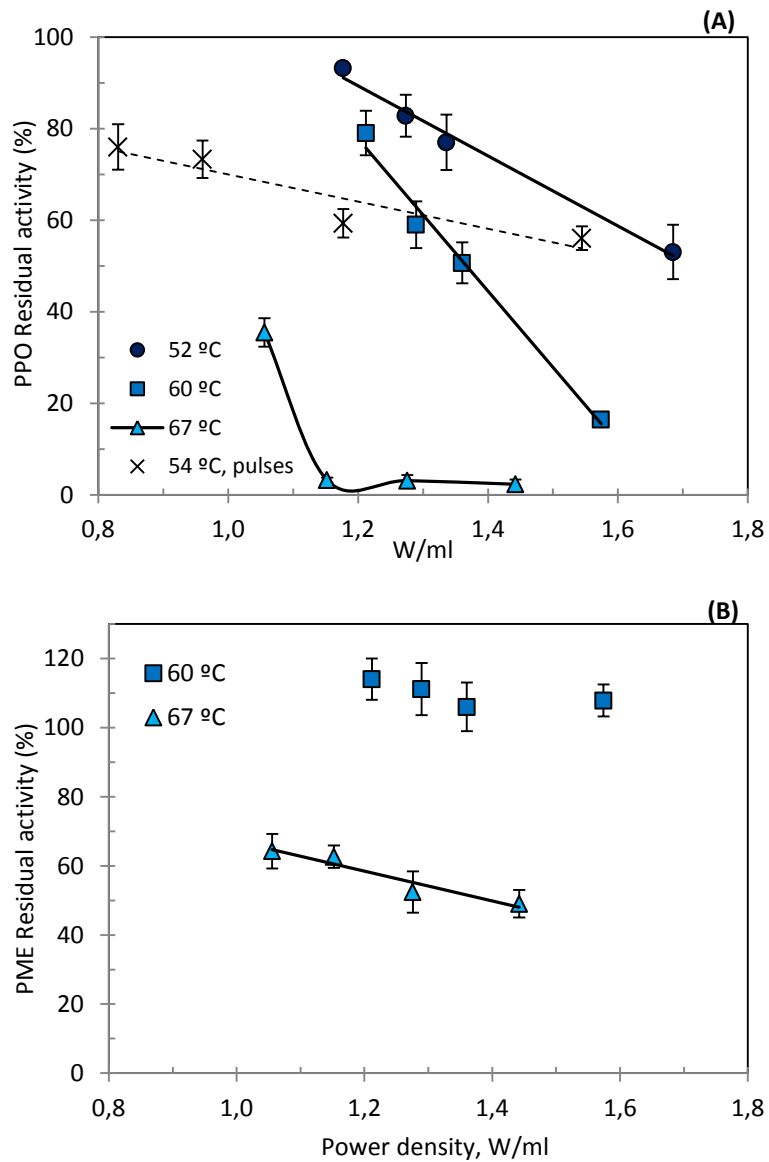 (A)
PPO Residual activity (%)
100
80
60
40
20
0
52 ºC
60 ºC
67 ºC
54 ºC, pulses
0,8 1,0 1,2 1,4 1,6 1,8
W/ml
(B)
PME Residual activity (%)
120
100
80
60
40
20
0
60 ºC
67 ºC
0,8 1,0 1,2 1,4 1,6 1,8
Power density, W/ml